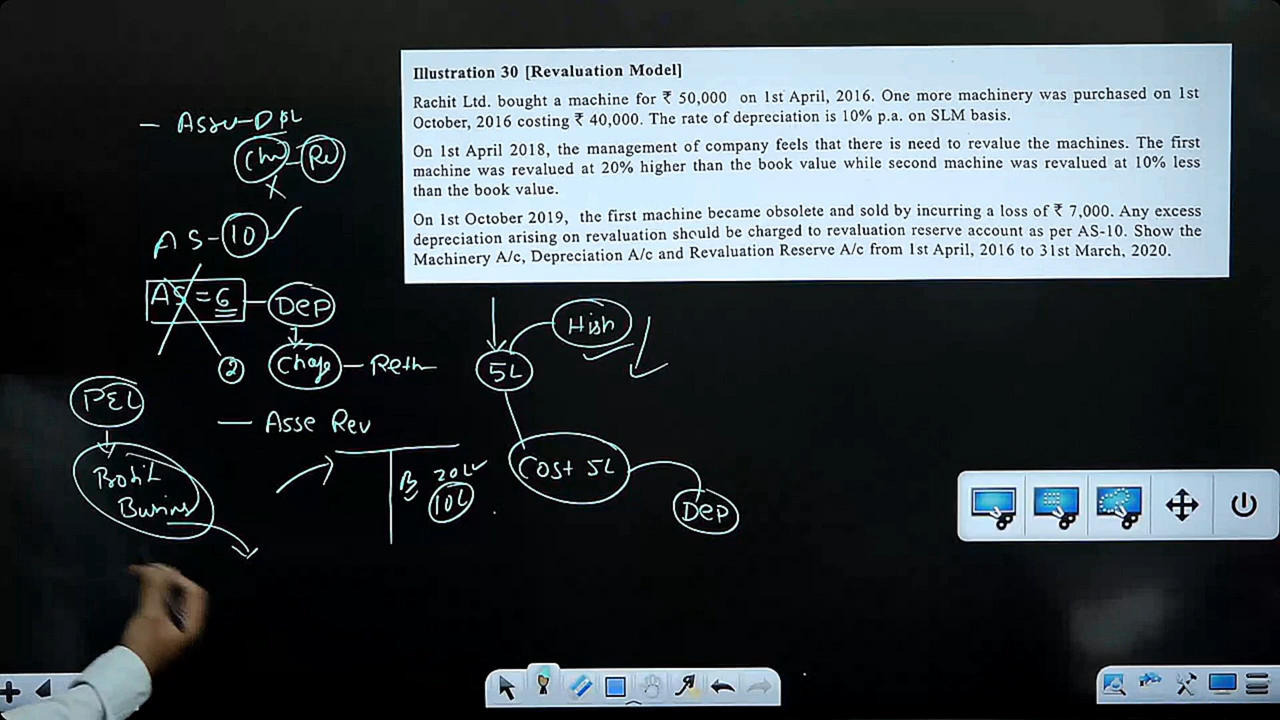 Illustration 30 [Revaluation Model]
Rachit Ltd. bought a machine for ₹ 50,000 on 1st April, 2016. One more machinery was purchased on 1st
October, 2016 costing ₹ 40,000. The rate of depreciation is 10% p.a. on SLM basis.
On 1st April 2018, the management of company feels that there is need to revalue the machines. The first
machine was revalued at 20% higher than the book value while second machine was revalued at 10% less
than the book value.
On 1st October 2019, the first machine became obsolete and sold by incurring a loss of ₹ 7,000. Any excess
depreciation arising on revaluation should be charged to revaluation reserve account as per AS-10. Show the
Machinery A/c, Depreciation A/c and Revaluation Reserve A/c from 1st April, 2016 to 31st March, 2020.
AS-10
AS = 6 - Dep
2
P&L
- Asse Rev
B 20L
10L
High
5L
Cost 5L
Dep